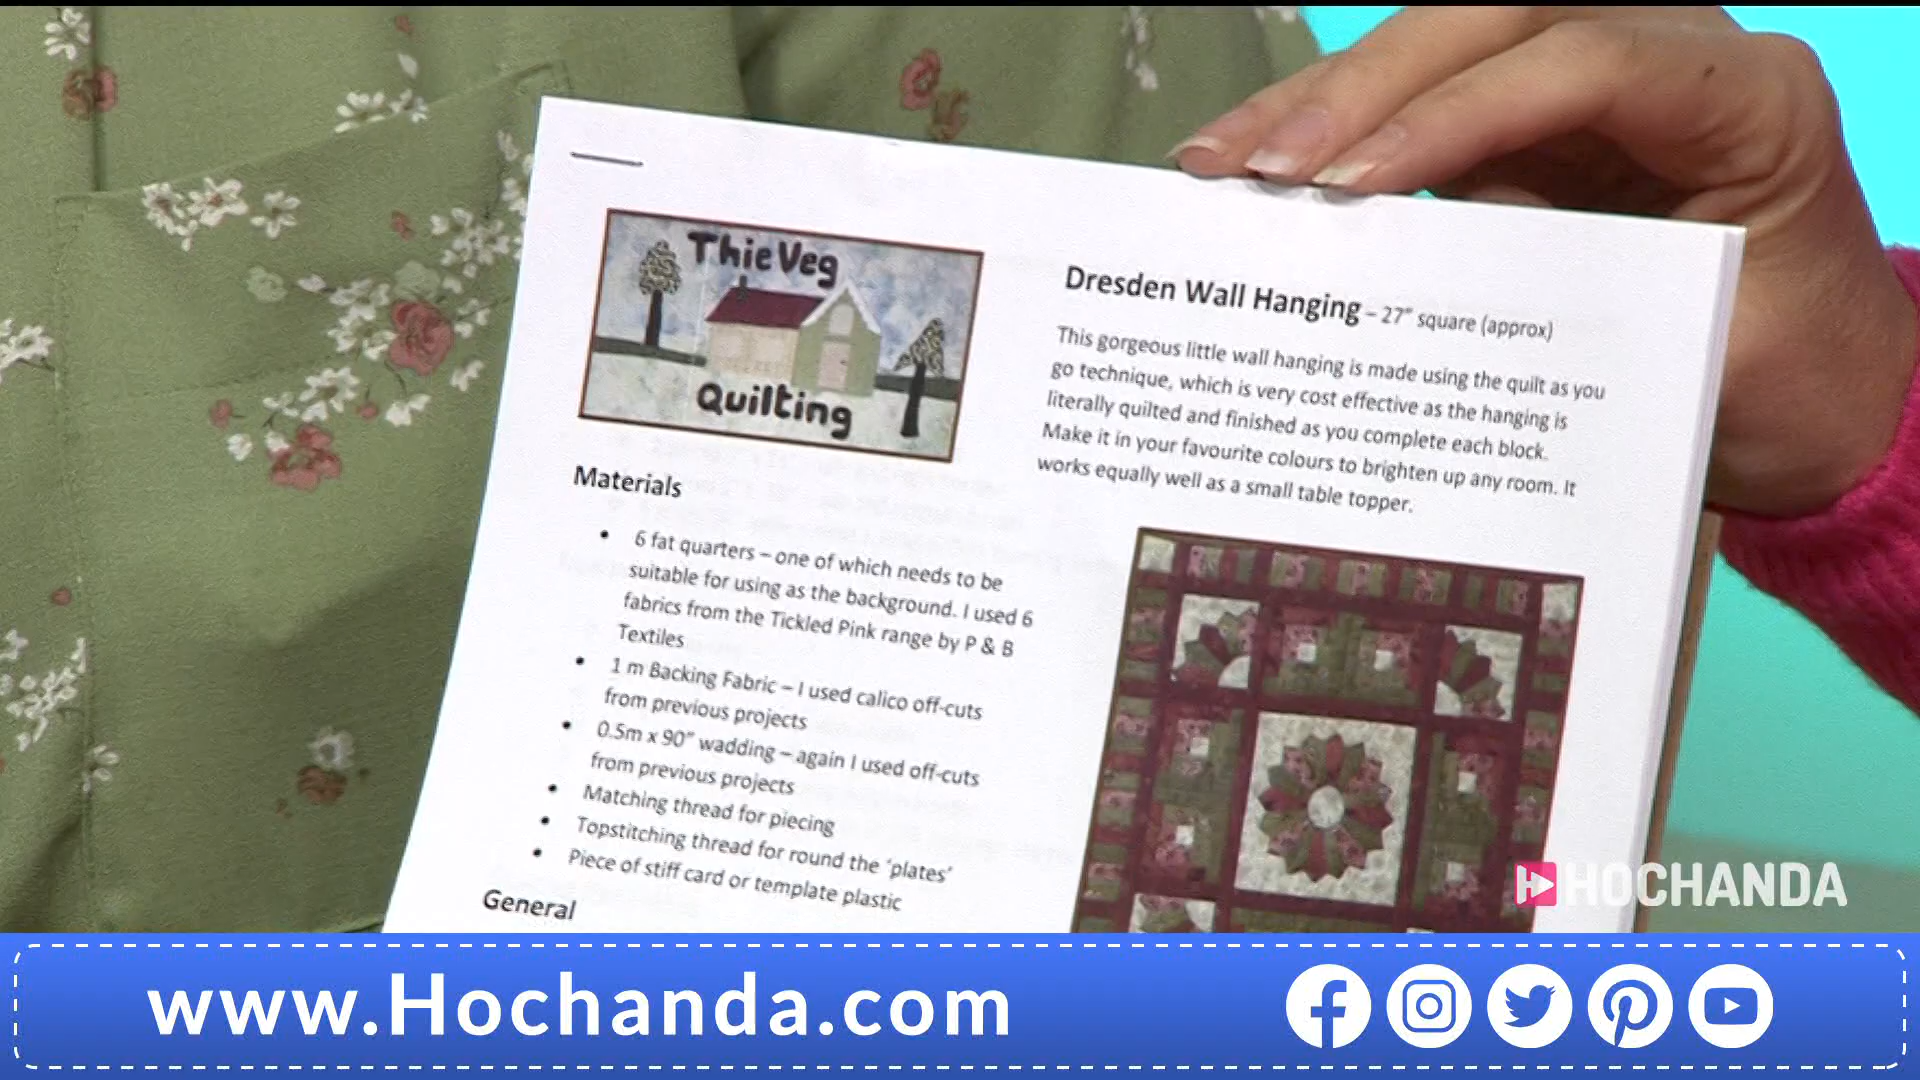 Thie Veg
Quilting
Materials
• 6 fat quarters – one of which needs to be
suitable for using as the background. I used 6
fabrics from the Tickled Pink range by P & B
Textiles
• 1 m Backing Fabric – I used calico off-cuts
from previous projects
• 0.5m x 90” wadding – again I used off-cuts
from previous projects
• Matching thread for piecing
• Topstitching thread for round the ‘plates’
• Piece of stiff card or template plastic
General
Dresden Wall Hanging – 27” square (approx)
This gorgeous little wall hanging is made using the quilt as you
go technique, which is very cost effective as the hanging is
literally quilted and finished as you complete each block.
Make it in your favourite colours to brighten up any room. It
works equally well as a small table topper.
HOCHANDA
www.Hochanda.com